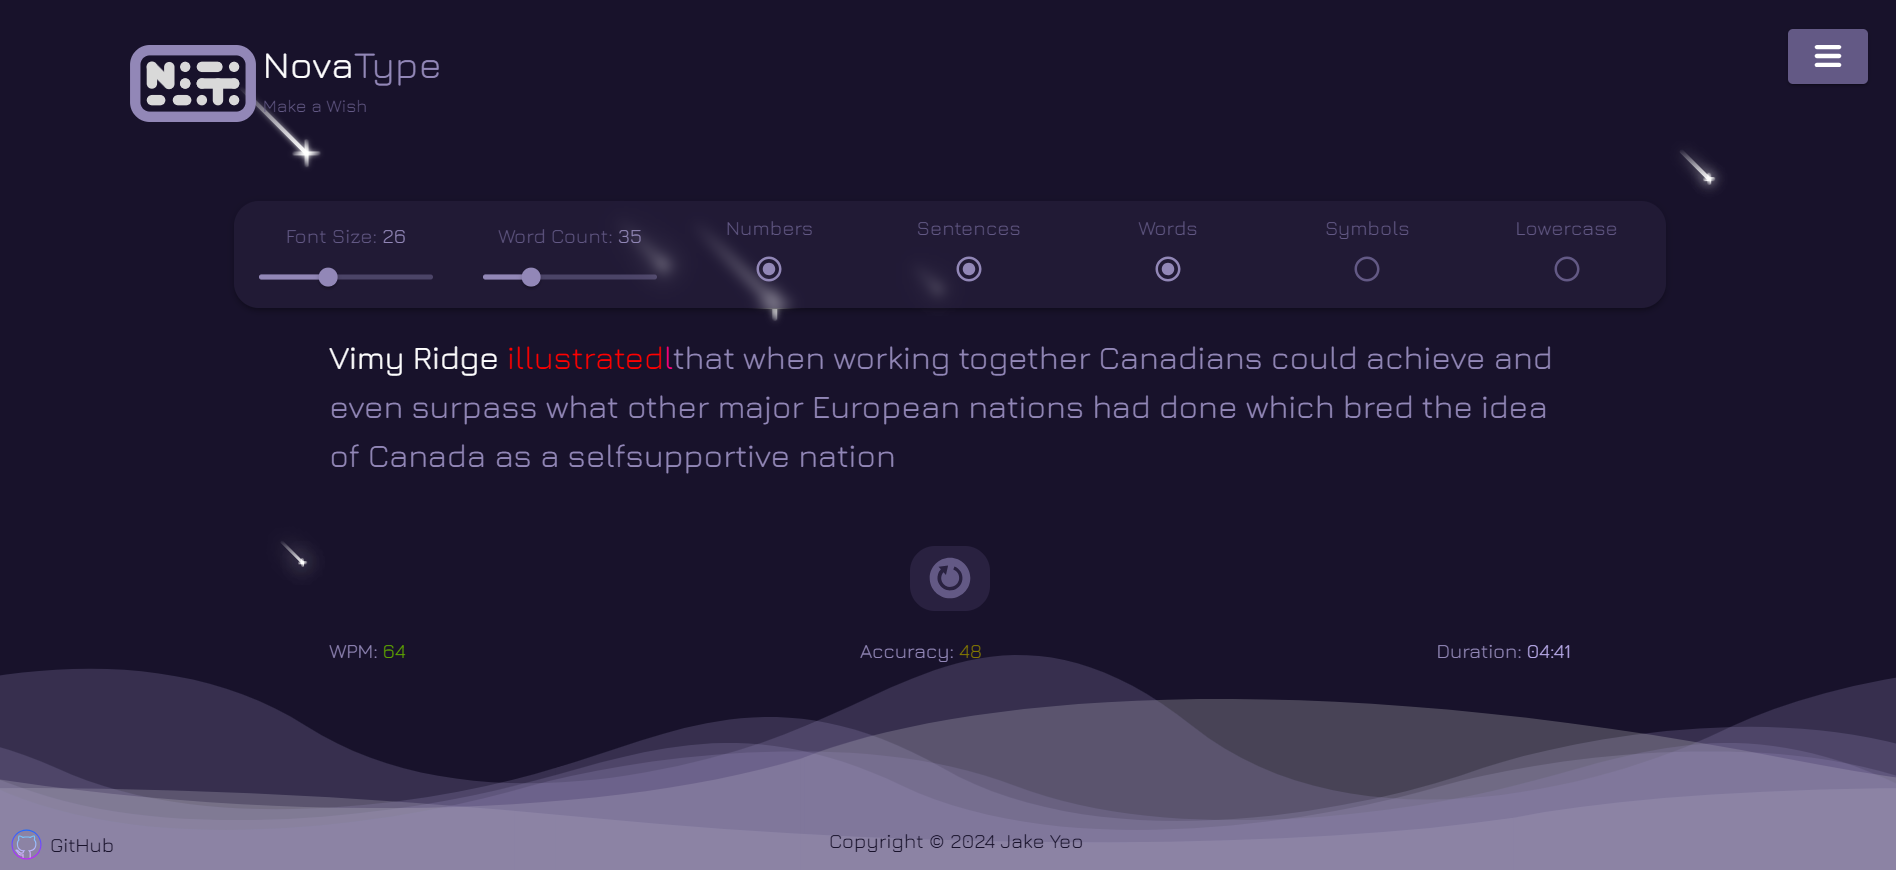 NovaType
Make a Wish
Font Size: 26
Word Count: 35
Numbers
Sentences
Words
Symbols
Lowercase
Vimy Ridge illustrated that when working together Canadians could achieve and
even surpass what other major European nations had done which bred the idea
of Canada as a selfsupportive nation
WPM: 64
Accuracy: 48
Duration: 04:41
GitHub
Copyright © 2024 Jake Yeo